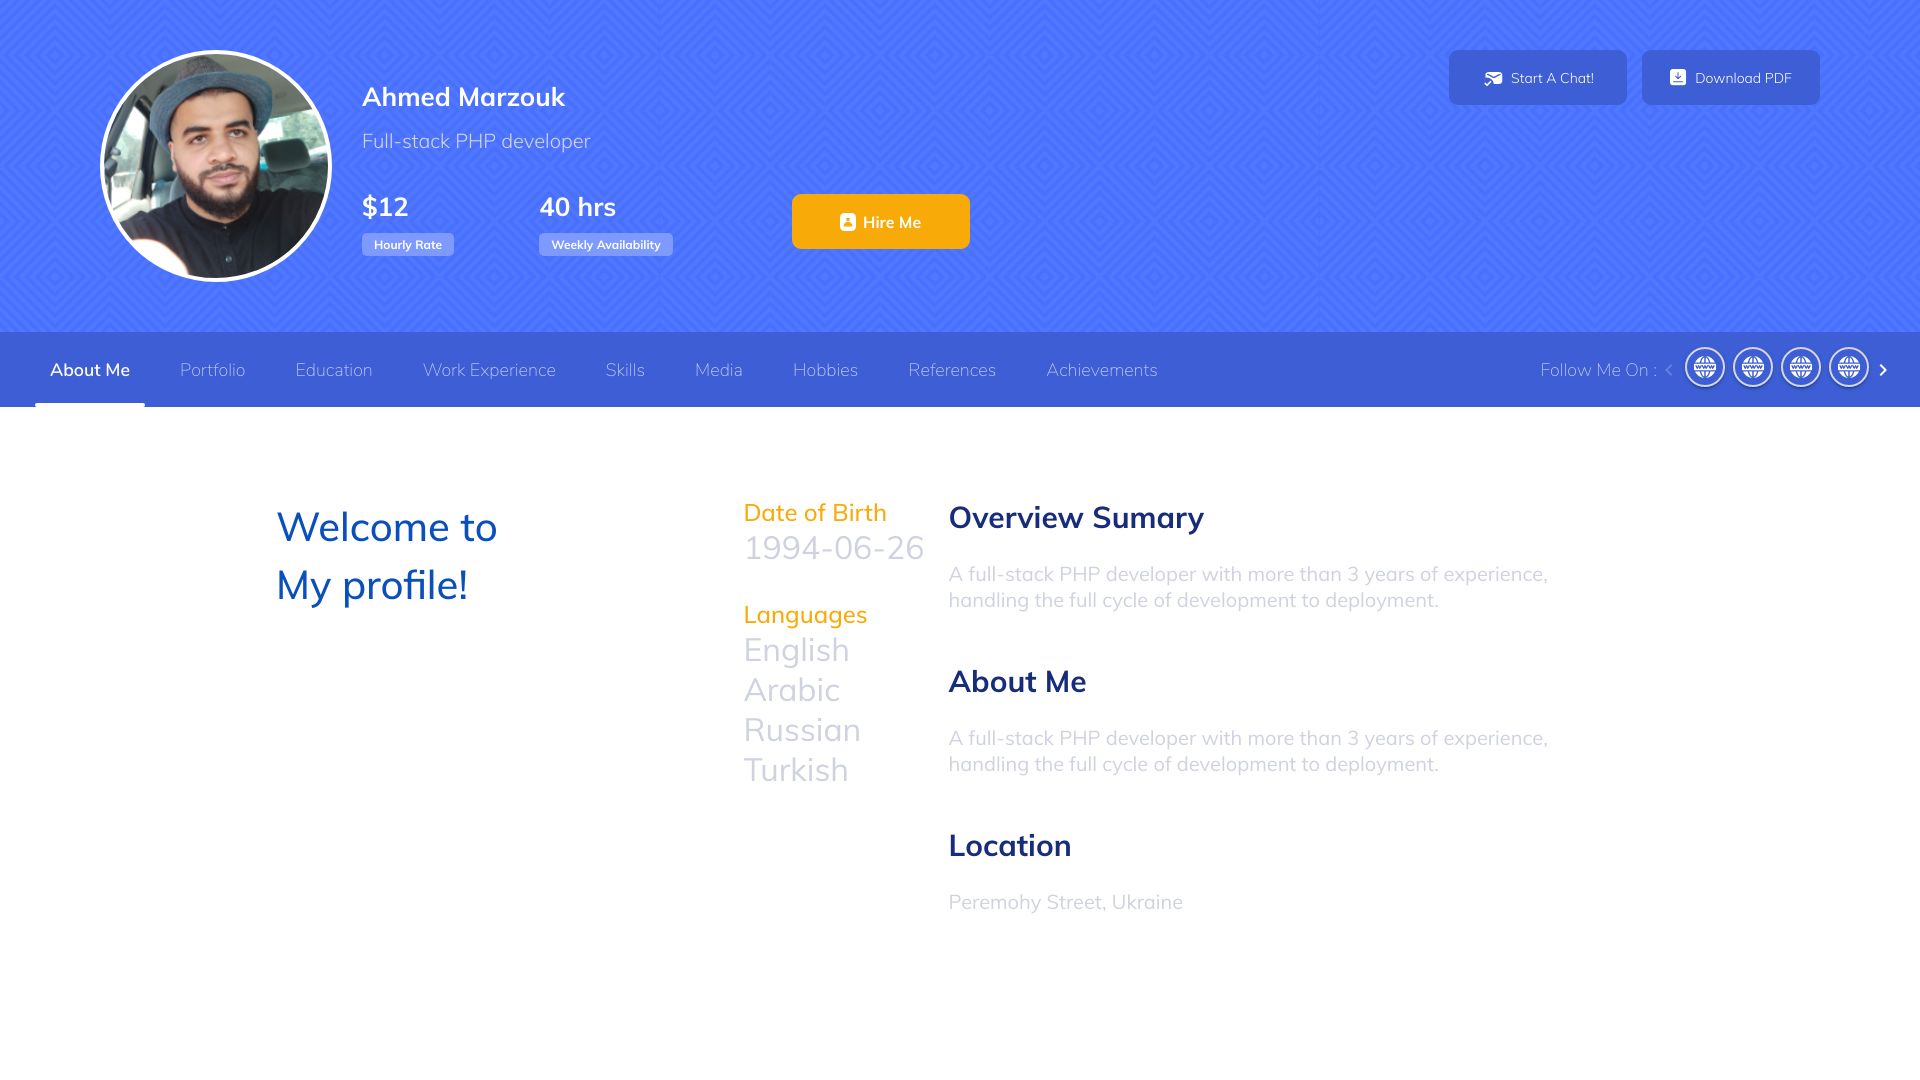 Ahmed Marzouk
Full-stack PHP developer
$12
Hourly Rate
40 hrs
Weekly Availability
Hire Me
Start A Chat!
Download PDF
About Me
Portfolio
Education
Work Experience
Skills
Media
Hobbies
References
Achievements
Follow Me On :
www
www
www
www
Welcome to
My profile!
Date of Birth
1994-06-26
Languages
English
Arabic
Russian
Turkish
Overview Sumary
A full-stack PHP developer with more than 3 years of experience,
handling the full cycle of development to deployment.
About Me
A full-stack PHP developer with more than 3 years of experience,
handling the full cycle of development to deployment.
Location
Peremohy Street, Ukraine